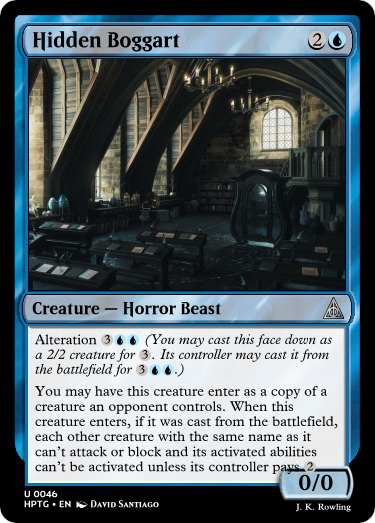 Hidden Boggart 2
Creature — Horror Beast
Alteration 3 (You may cast this face down as
a 2/2 creature for 3. Its controller may cast it from
the battlefield for 3.)
You may have this creature enter as a copy of a
creature an opponent controls. When this
creature enters, if it was cast from the battlefield,
each other creature with the same name as it
can't attack or block and its activated abilities
can't be activated unless its controller pays 2.
0/0
U 0046
HPTG • EN DAVID SANTIAGO
J. K. Rowling